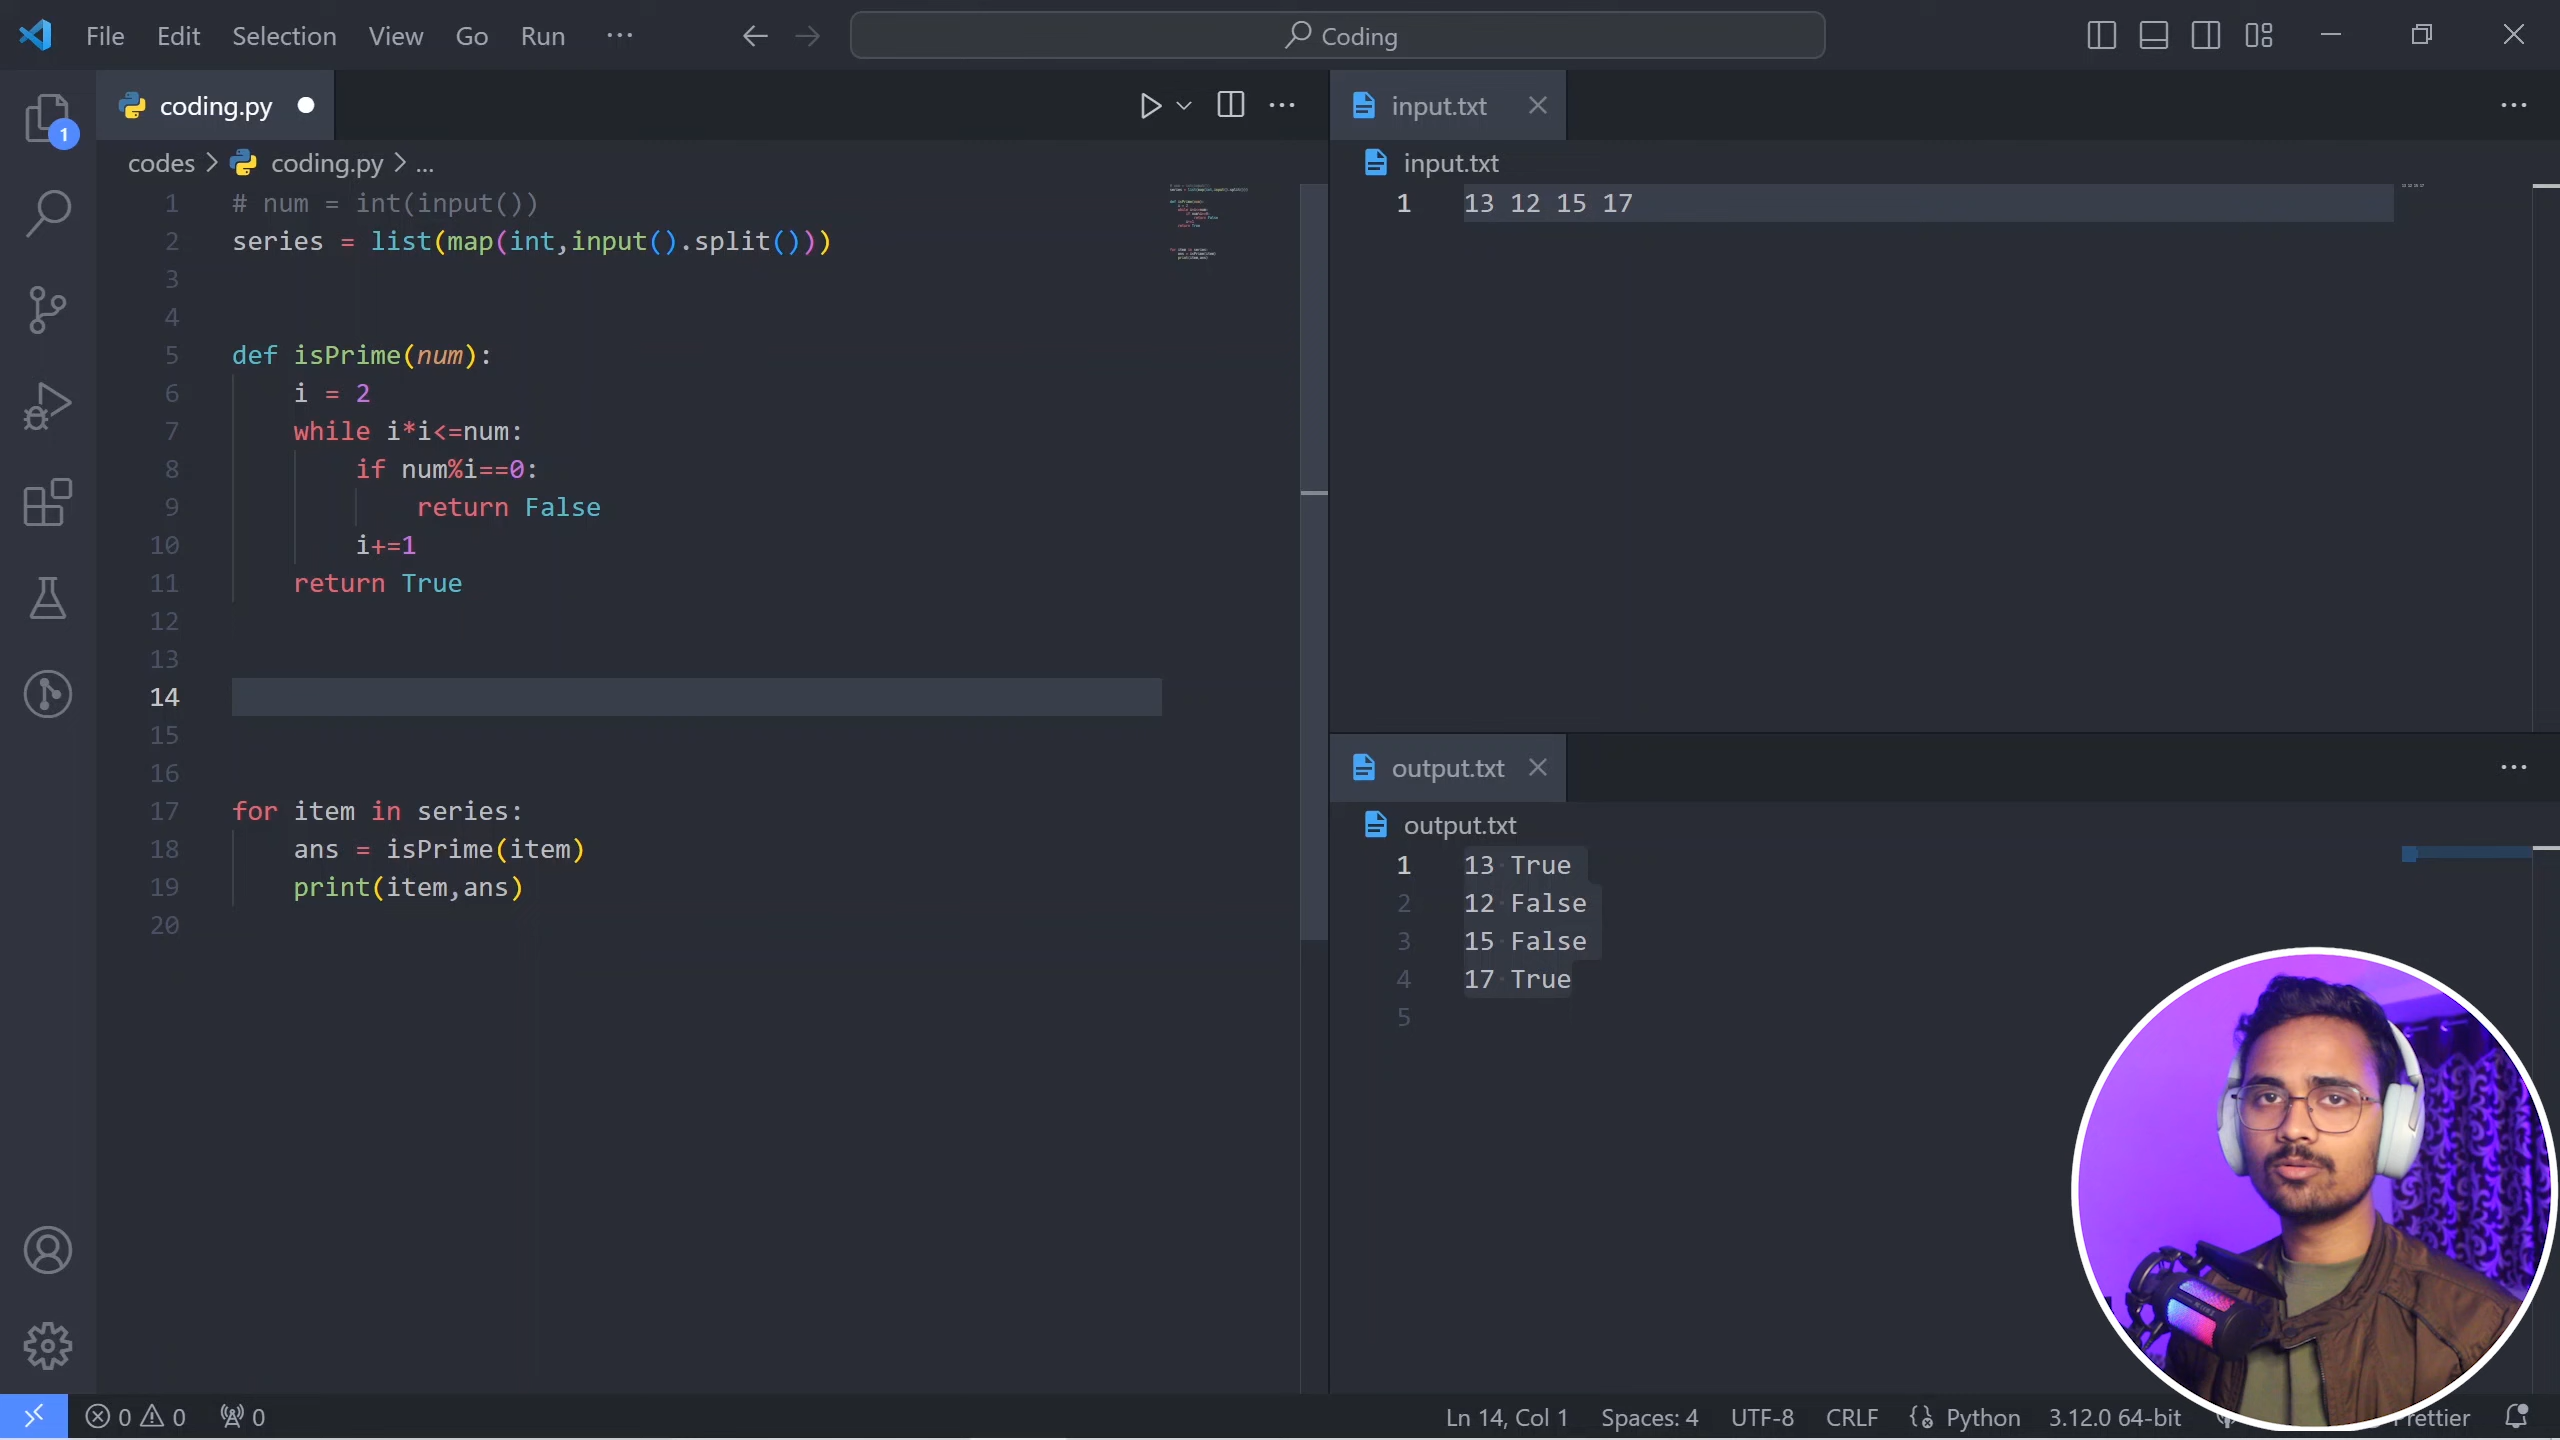 File Edit Selection View Go Run ···
Coding
coding.py
codes > coding.py > ...
1 # num = int(input())
2 series = list(map(int,input().split()))
3
4
5 def isPrime(num):
6 i = 2
7 while i*i<=num:
8 if num%i==0:
9 return False
10 i+=1
11 return True
12
13
14
15
16
17 for item in series:
18 ans = isPrime(item)
19 print(item,ans)
20
input.txt
input.txt
1 13 12 15 17
output.txt
output.txt
1 13 True
2 12 False
3 15 False
4 17 True
5
1
0 0 0
Ln 14, Col 1 Spaces: 4 UTF-8 CRLF Python 3.12.0 64-bit Prettier